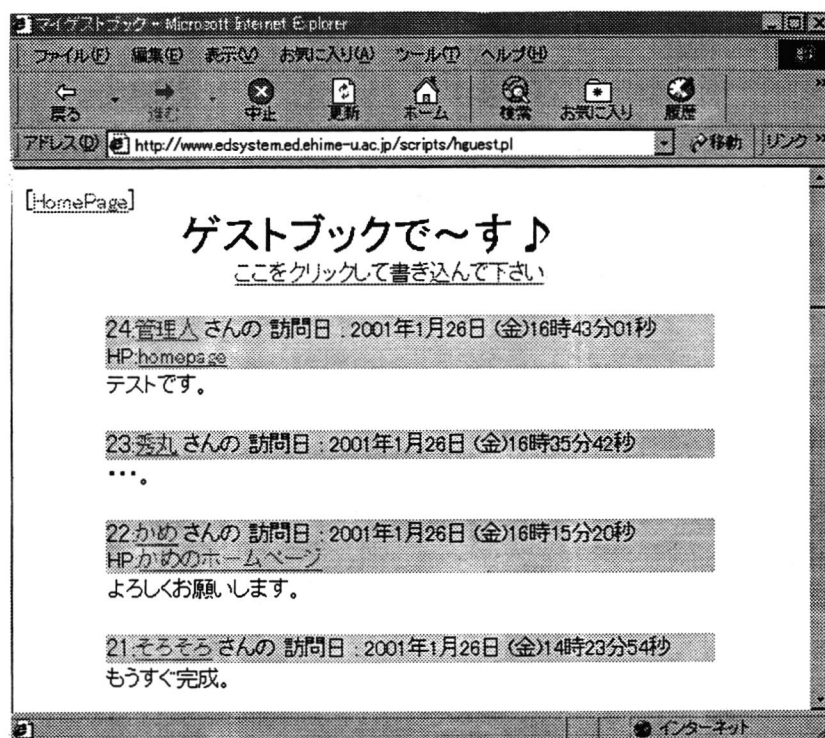 マイゲストブック - Microsoft Internet Explorer
ファイル(F) 編集(E) 表示(V) お気に入り(A) ツール(T) ヘルプ(H)
戻る 進む 中止 更新 ホーム 検索 お気に入り 履歴 »
アドレス(D) http://www.edsystem.ed.ehime-u.ac.jp/scripts/hguest.pl 移動 リンク »
[HomePage]
ゲストブックで～す♪
ここをクリックして書き込んで下さい
24:管理人 さんの 訪問日 : 2001年1月26日 (金)16時43分01秒
HP:homepage
テストです。
23:秀丸 さんの 訪問日 : 2001年1月26日 (金)16時35分42秒
・・・。
22:かめ さんの 訪問日 : 2001年1月26日 (金)16時15分20秒
HP:かめのホームページ
よろしくお願いします。
21:そろそろ さんの 訪問日 : 2001年1月26日 (金)14時23分54秒
もうすぐ完成。
インターネット